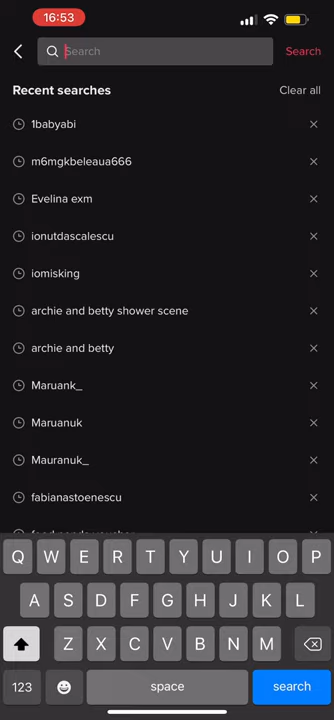 16:53
Search
Search
Recent searches
Clear all
1babyabi
m6mgkbeleaua666
Evelina exm
ionutdascalescu
iomisking
archie and betty shower scene
archie and betty
Maruank_
Maruanuk
Mauranuk_
fabianastoenescu
Q W E R T Y U I O P
A S D F G H J K L
Z X C V B N M
123
space
search